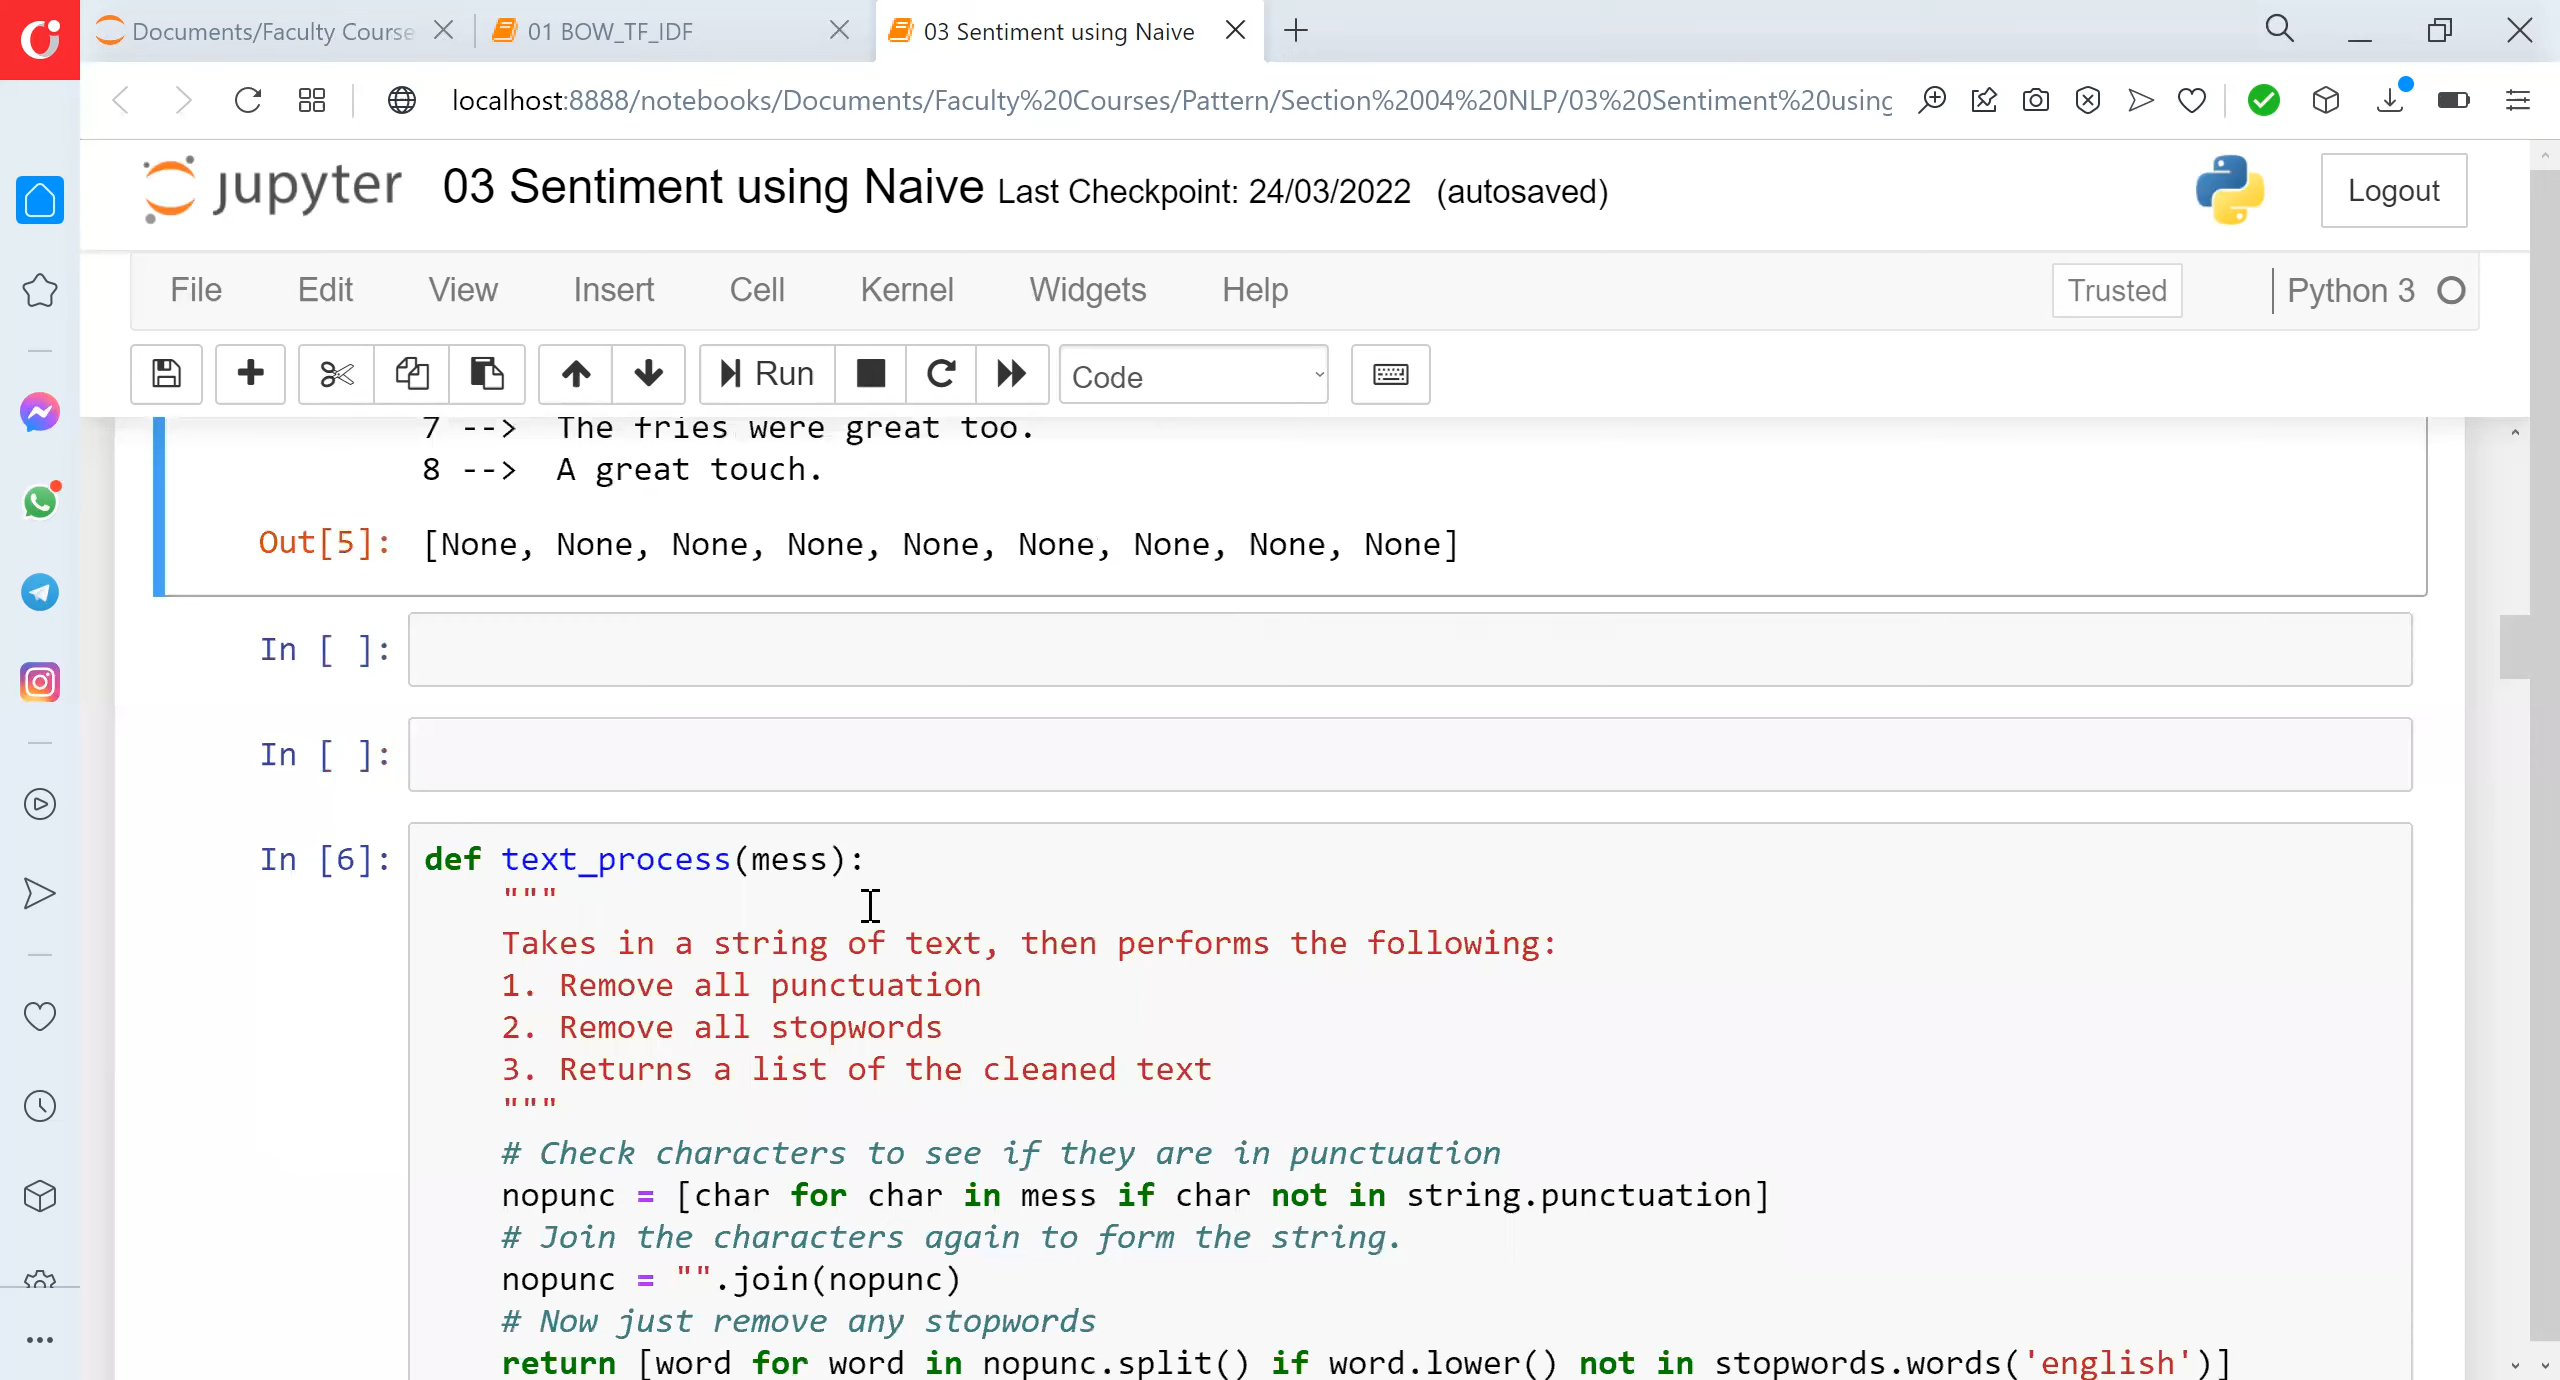 Documents/Faculty Course
01 BOW_TF_IDF
03 Sentiment using Naive
localhost:8888/notebooks/Documents/Faculty%20Courses/Pattern/Section%2004%20NLP/03%20Sentiment%20using
jupyter 03 Sentiment using Naive Last Checkpoint: 24/03/2022 (autosaved)
Logout
File Edit View Insert Cell Kernel Widgets Help
Trusted
Python 3
Run
Code
7 --> The fries were great too.
8 --> A great touch.
Out[5]: [None, None, None, None, None, None, None, None, None]
In [ ]:
In [ ]:
In [6]: def text_process(mess):
"""
Takes in a string of text, then performs the following:
1. Remove all punctuation
2. Remove all stopwords
3. Returns a list of the cleaned text
"""
# Check characters to see if they are in punctuation
nopunc = [char for char in mess if char not in string.punctuation]
# Join the characters again to form the string.
nopunc = "".join(nopunc)
# Now just remove any stopwords
return [word for word in nopunc.split() if word.lower() not in stopwords.words('english')]